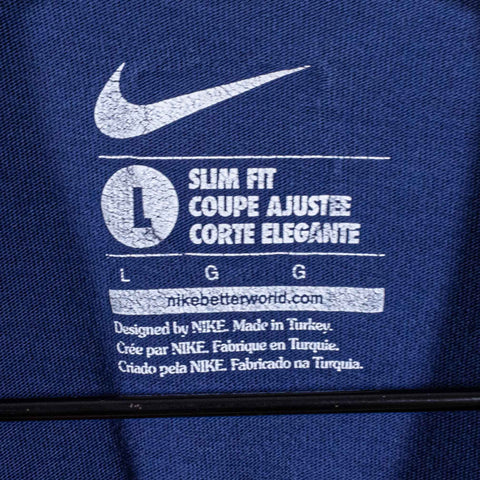 L
SLIM FIT
COUPE AJUSTÉE
CORTE ELEGANTE
L G G
nikebetterworld.com
Designed by NIKE. Made in Turkey.
Crée par NIKE. Fabrique en Turquie.
Criado pela NIKE. Fabricado na Turquia.